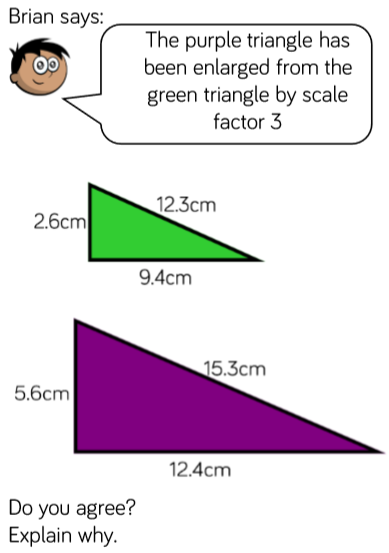 Brian says:
The purple triangle has
been enlarged from the
green triangle by scale
factor 3
12.3cm
2.6cm
9.4cm
15.3cm
5.6cm
12.4cm
Do you agree?
Explain why.